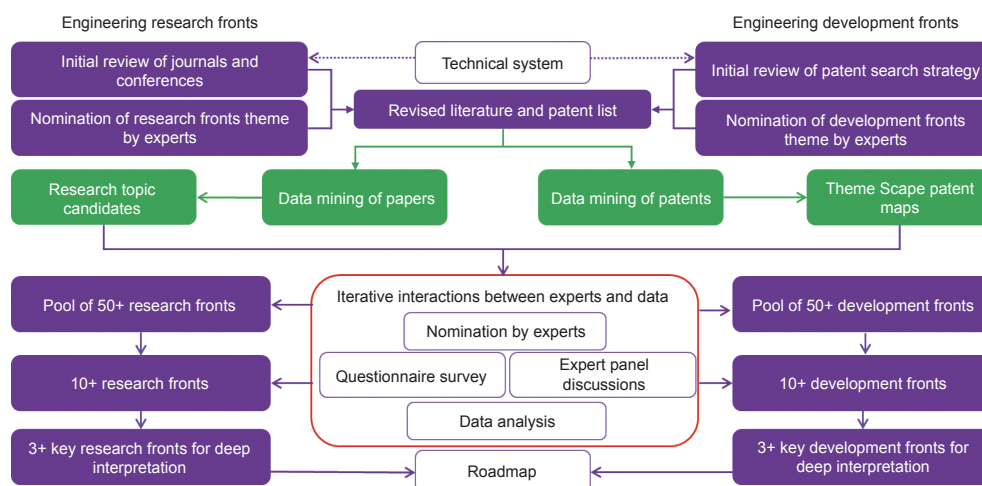 Engineering research fronts
Engineering development fronts
Initial review of journals and
conferences
Technical system
Initial review of patent search strategy
Revised literature and patent list
Nomination of research fronts theme
by experts
Nomination of development fronts
theme by experts
Research topic
candidates
Data mining of papers
Data mining of patents
Theme Scape patent
maps
Iterative interactions between experts and data
Pool of 50+ research fronts
Pool of 50+ development fronts
Nomination by experts
Questionnaire survey
Expert panel
discussions
10+ research fronts
10+ development fronts
Data analysis
3+ key research fronts for deep
interpretation
3+ key development fronts for
deep interpretation
Roadmap